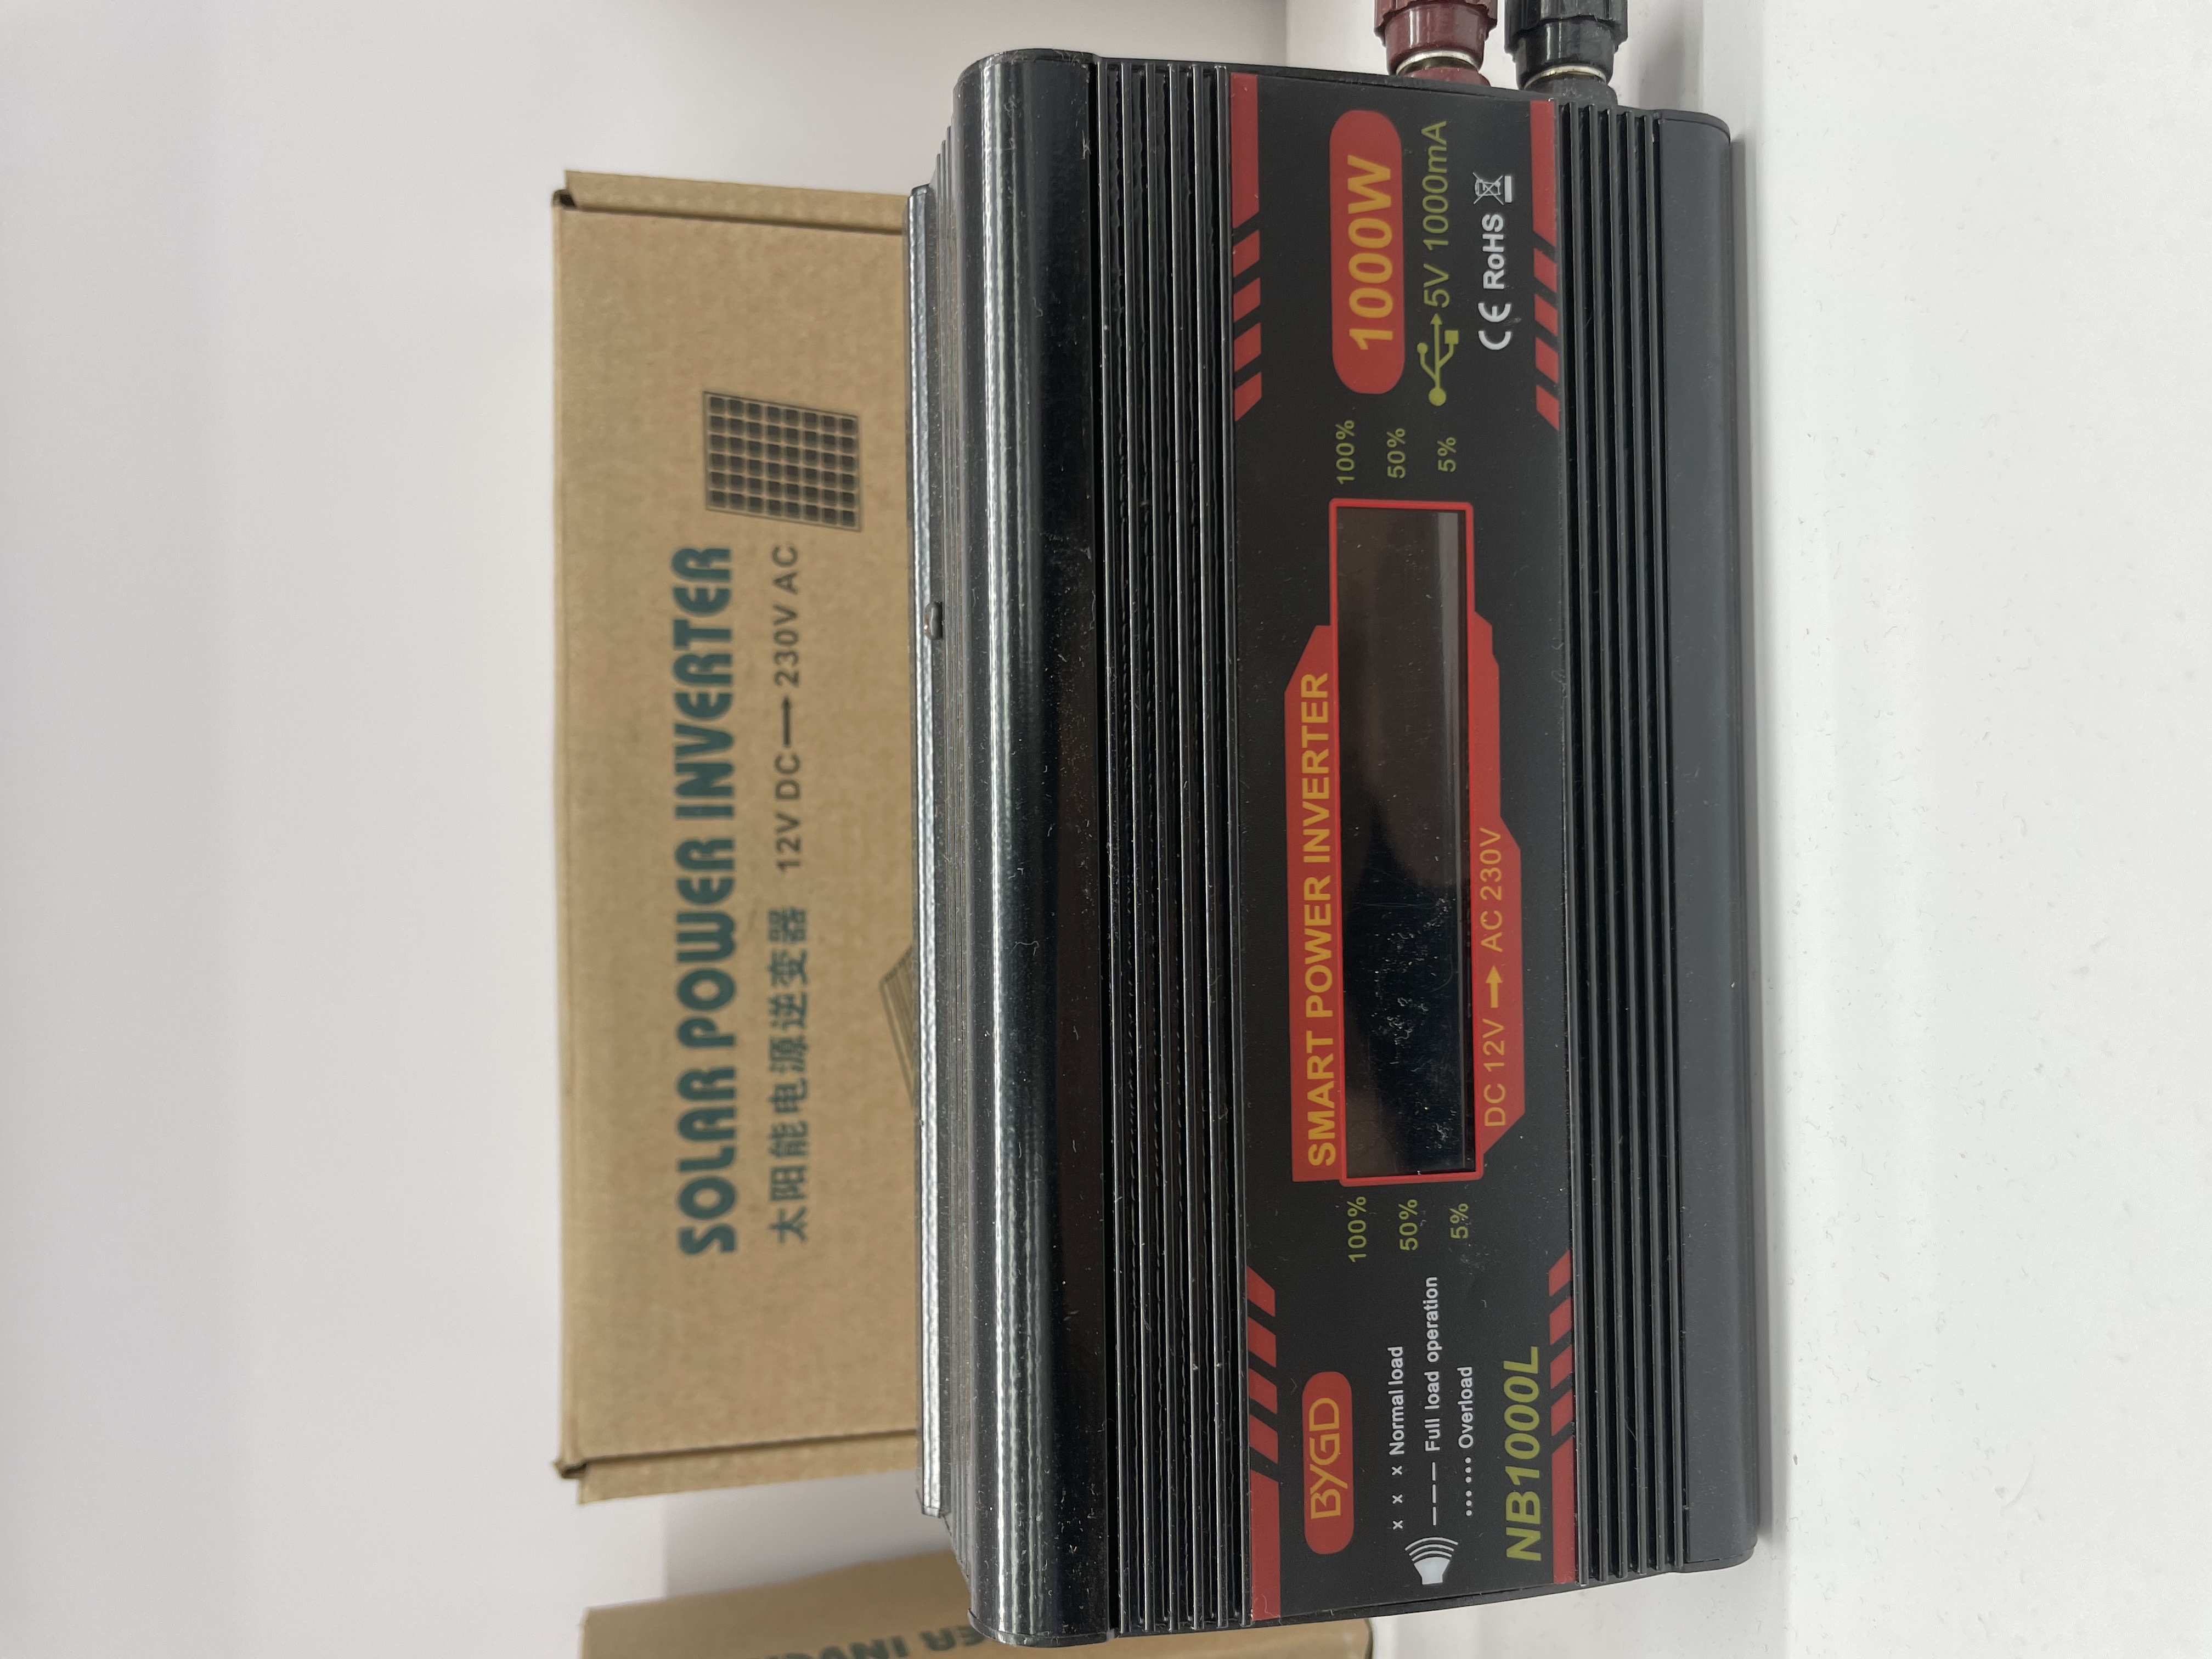 SOLAR POWER INVERTER
太阳能电源逆变器 12V DC→230V AC
BYGD
x x x Normal load
--- Full load operation
······· Overload
NB1000L
SMART POWER INVERTER
100%
50%
5%
DC 12V → AC 230V
100%
50%
5%
1000W
5V 1000mA
CE RoHS